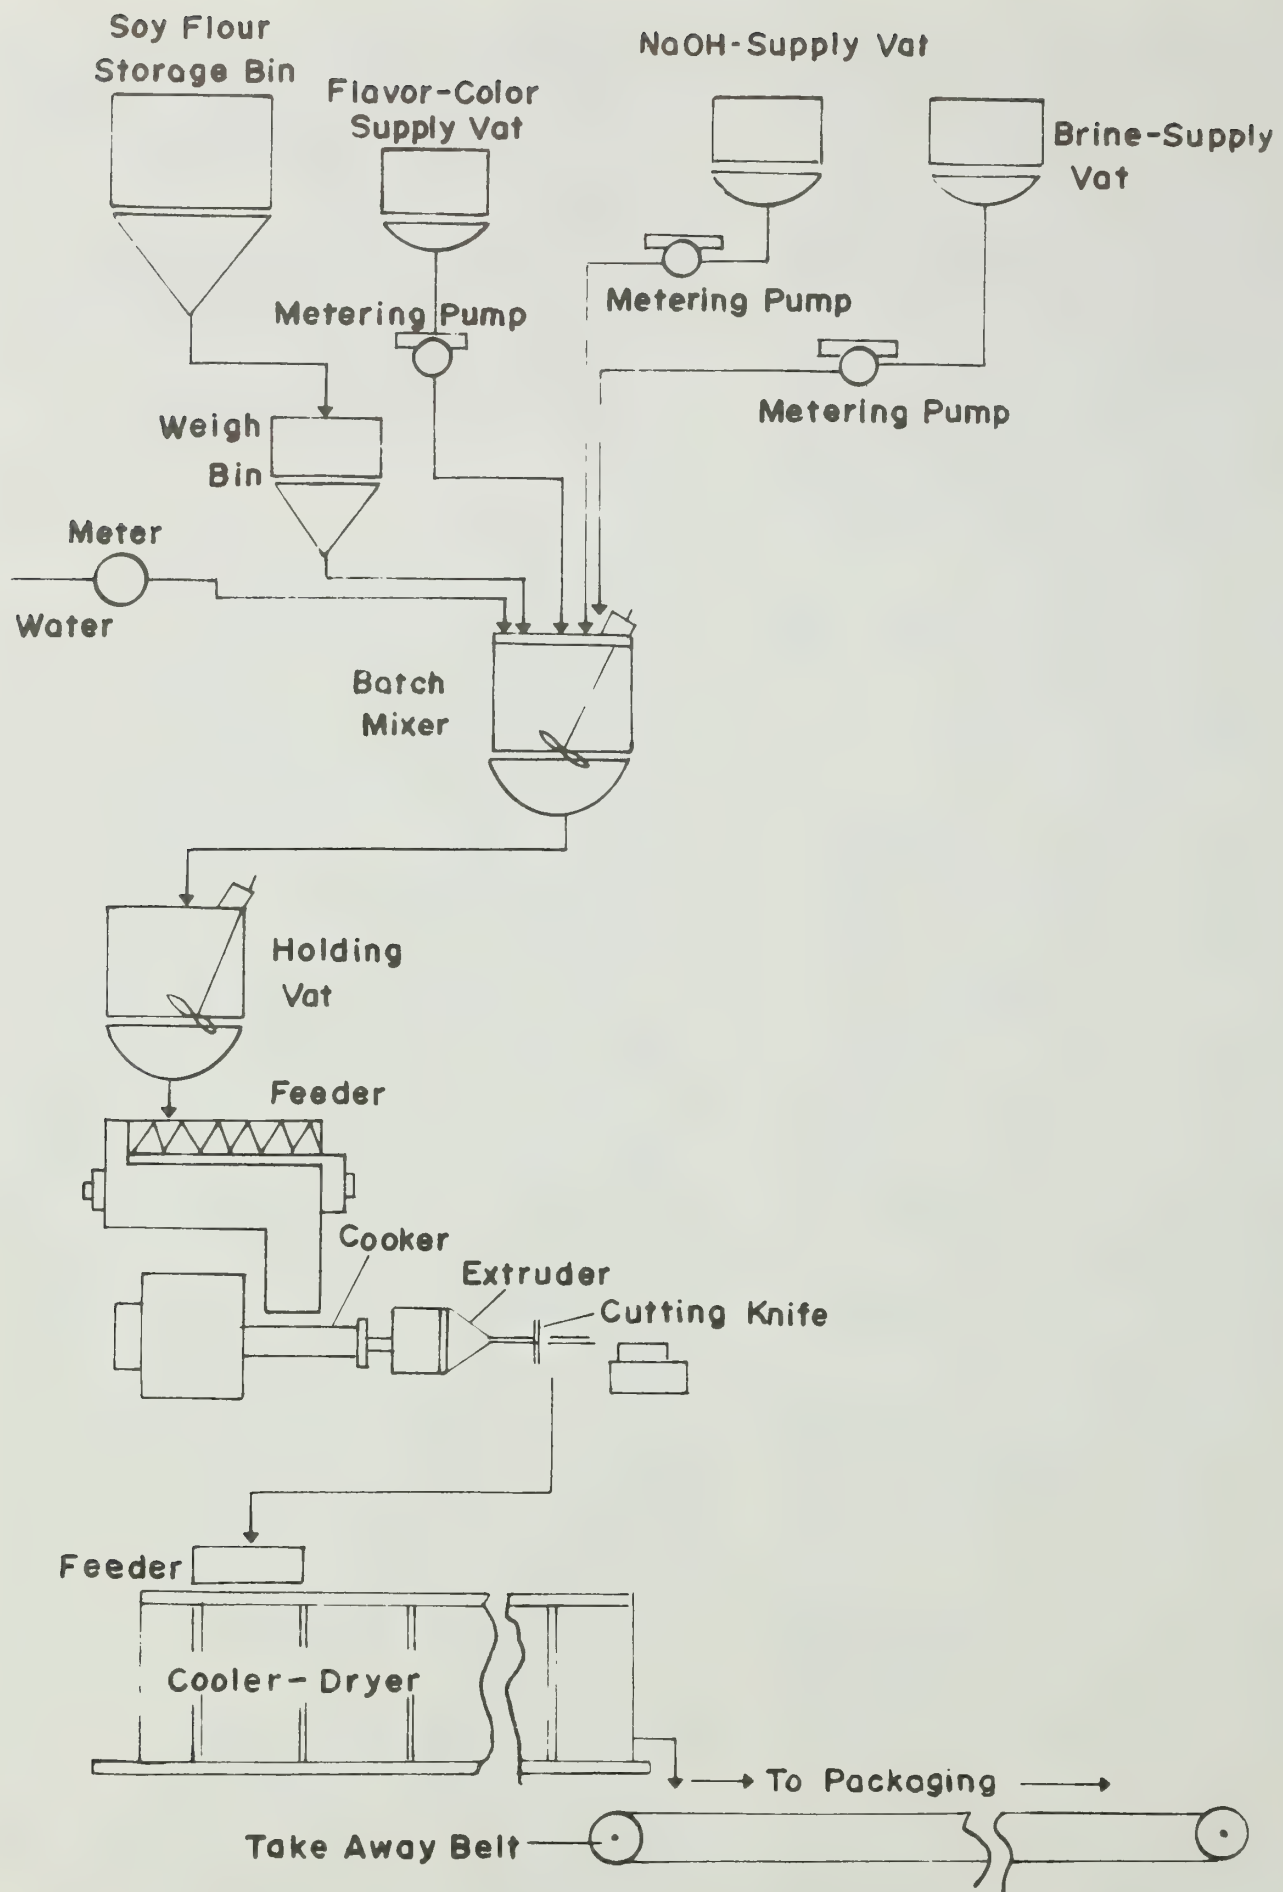 Soy Flour
Storage Bin
Flavor-Color
Supply Vat
NaOH-Supply Vat
Brine-Supply
Vat
Metering Pump
Metering Pump
Metering Pump
Weigh
Bin
Meter
Water
Batch
Mixer
Holding
Vat
Feeder
Cooker
Extruder
Cutting Knife
Feeder
Cooler-Dryer
To Packaging
Take Away Belt